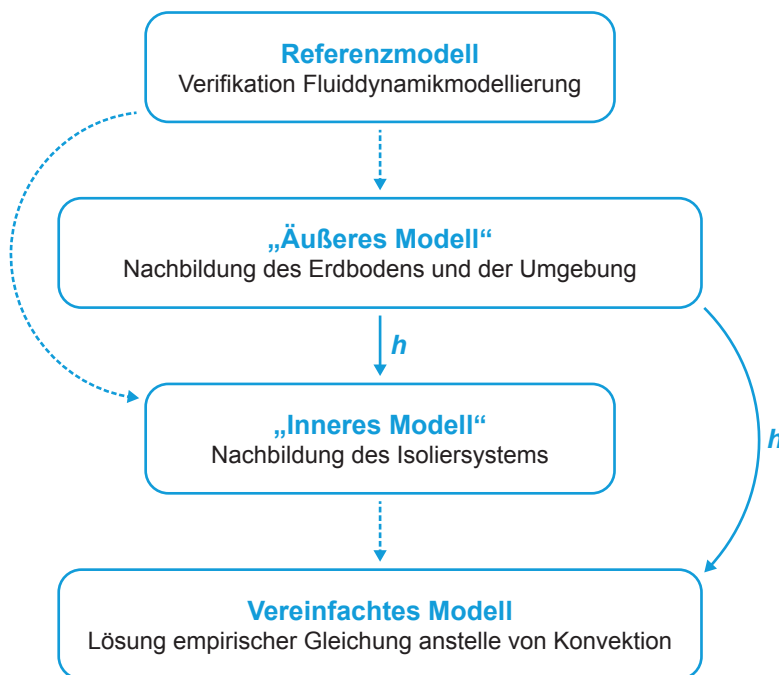 Referenzmodell
Verifikation Fluiddynamikmodellierung
„Äußeres Modell“
Nachbildung des Erdbodens und der Umgebung
h
„Inneres Modell“
Nachbildung des Isoliersystems
h
Vereinfachtes Modell
Lösung empirischer Gleichung anstelle von Konvektion